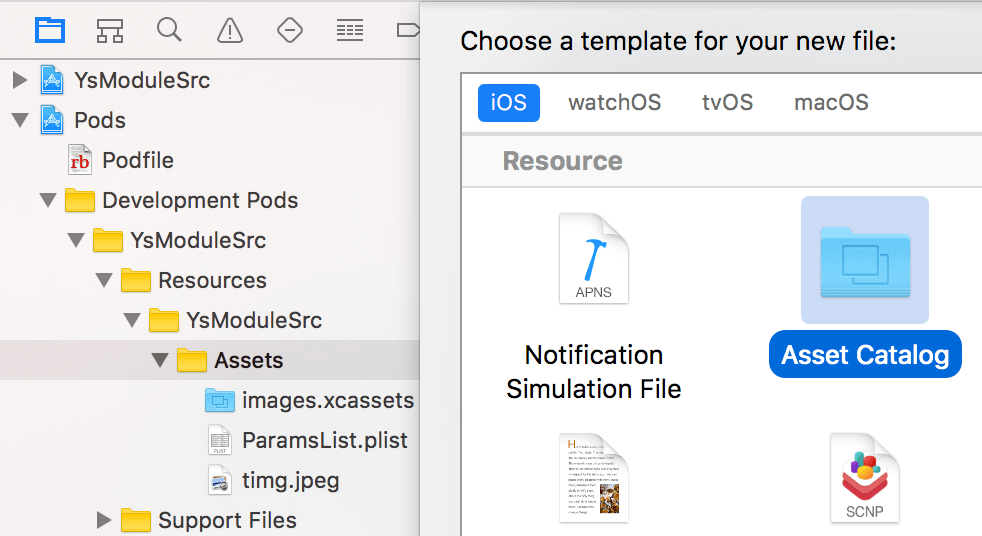 YsModuleSrc
Pods
rb
Podfile
Development Pods
YsModuleSrc
Resources
YsModuleSrc
Assets
images.xcassets
PLIST
ParamsList.plist
timg.jpeg
Support Files
Choose a template for your new file:
iOS watchOS tvOS macOS
Resource
APNS
Notification
Simulation File
Asset Catalog
SCNP